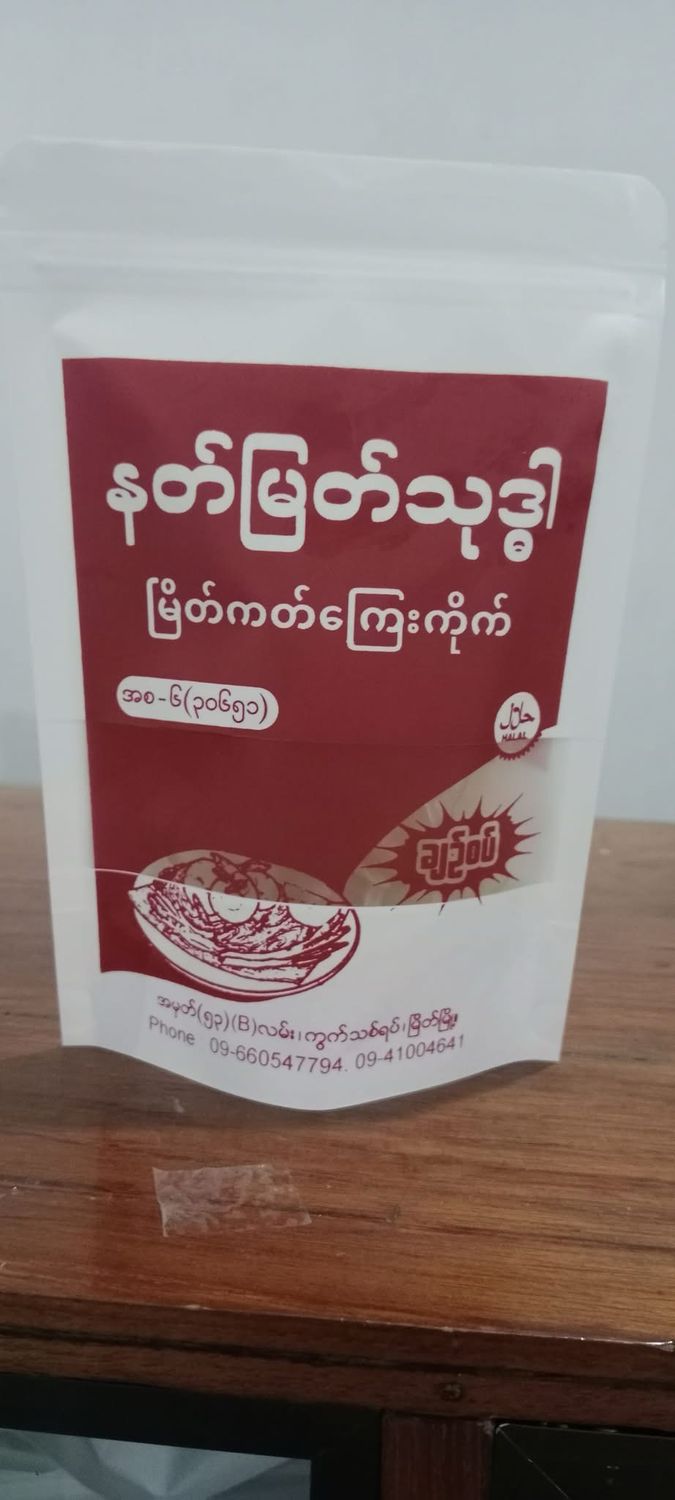 နတ်မြတ်သုဒ္ဓါ
မြိတ်ကတ်ကြေးကိုက်
အစ-၆(၃၀၆၅၁)
حلال
HALAL
ချဉ်စပ်
အမှတ်(၅၃)(B)လမ်း၊ကွက်သစ်ရပ်၊မြိတ်မြို့။
Phone 09-660547794. 09-41004641